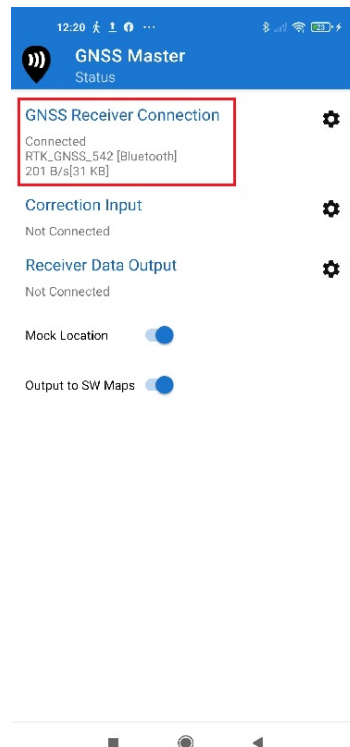 12:20
23
GNSS Master
Status
GNSS Receiver Connection
Connected
RTK_GNSS_542 [Bluetooth]
201 B/s[31 KB]
Correction Input
Not Connected
Receiver Data Output
Not Connected
Mock Location
Output to SW Maps